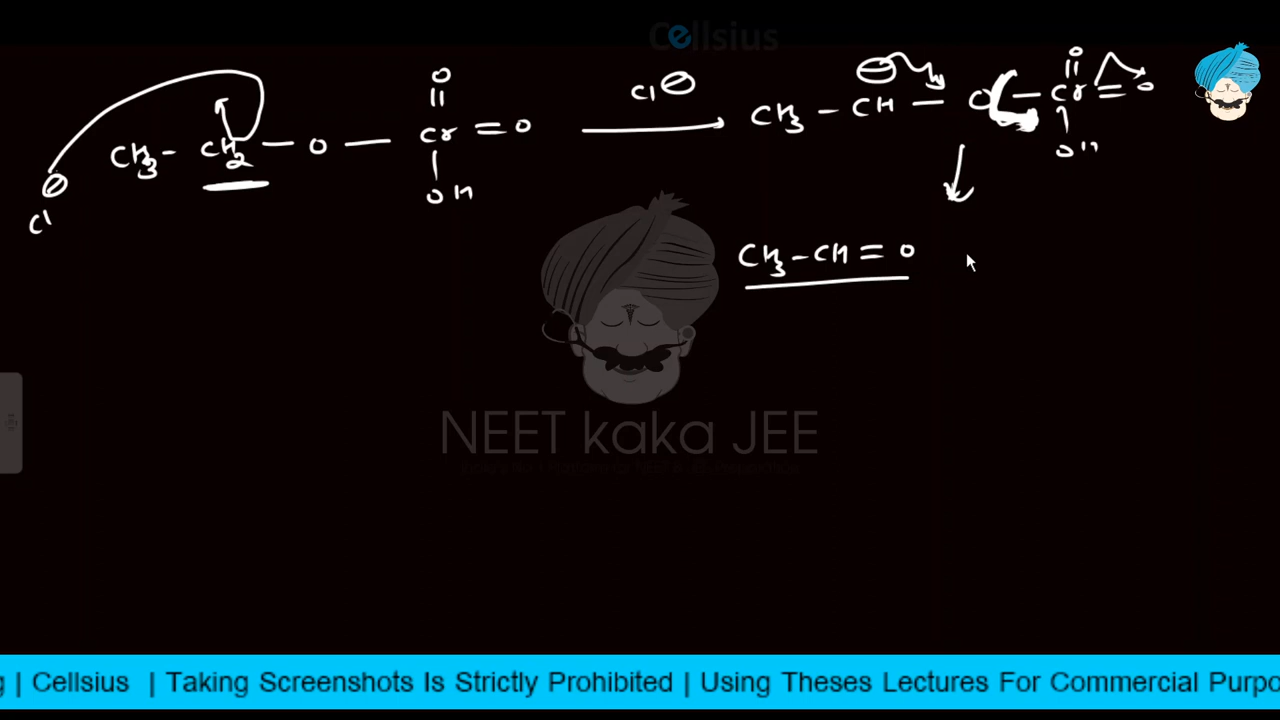 Cellsius
CH3 - CH2 - O - Cr = O
O
||
OH
Cl⊖
Cl⊖
CH3 - CH - O - Cr = O
⊖
O
||
OH
CH3 - CH = O
NEET kaka JEE
g | Cellsius | Taking Screenshots Is Strictly Prohibited | Using Theses Lectures For Commercial Purpo